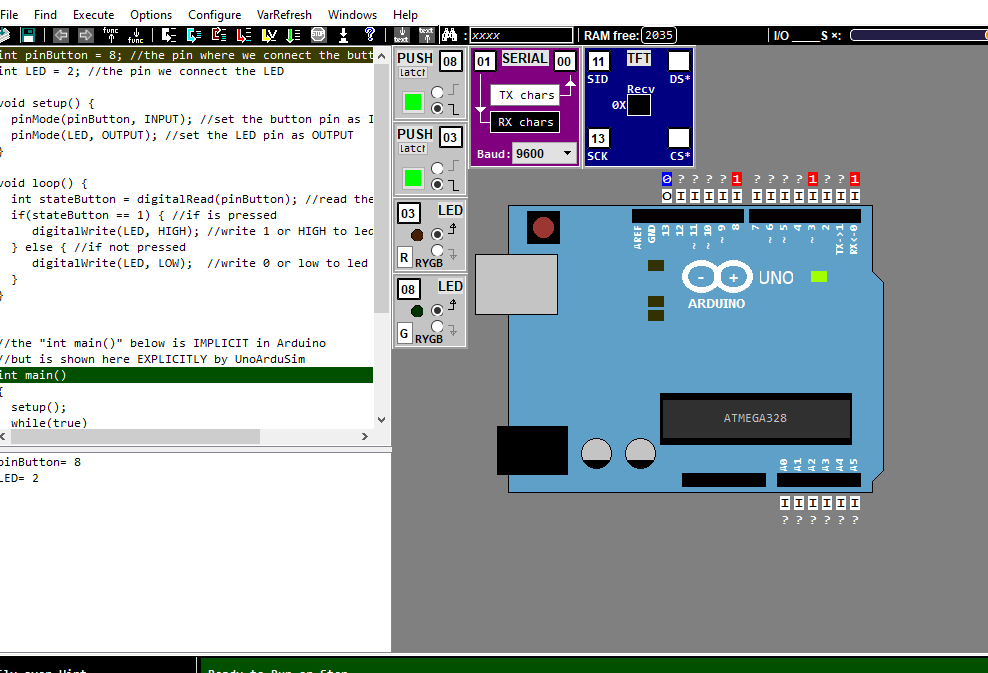 File Find Execute Options Configure VarRefresh Windows Help
func func STOP ? text text : xxxx RAM free: 2035 I/O _____S ×:
int pinButton = 8; //the pin where we connect the butt
int LED = 2; //the pin we connect the LED
void setup() {
pinMode(pinButton, INPUT); //set the button pin as I
pinMode(LED, OUTPUT); //set the LED pin as OUTPUT
}
void loop() {
int stateButton = digitalRead(pinButton); //read the
if(stateButton == 1) { //if is pressed
digitalWrite(LED, HIGH); //write 1 or HIGH to led
} else { //if not pressed
digitalWrite(LED, LOW);  //write 0 or low to led
}
}
//the "int main()" below is IMPLICIT in Arduino
//but is shown here EXPLICITLY by UnoArduSim
int main()
{
setup();
while(true)
pinButton= 8
LED= 2
PUSH 08
latch
PUSH 03
latch
03 LED
R RYGB
08 LED
G RYGB
01 SERIAL 00
TX chars
RX chars
Baud: 9600
11 TFT
SID DS*
Recv
0X
13
SCK CS*
0 ? ? ? ? 1 ? ? ? ? 1 ? ? 1
O I I I I I I I I I I I I I
AREF GND 13 12 ~ 11 ~ 10 ~ 9 8 7 ~ 6 ~ 5 4 ~ 3 2 TX->1 RX<-0
- + UNO
ARDUINO
ATMEGA328
A0 A1 A2 A3 A4 A5
I I I I I I
? ? ? ? ? ?